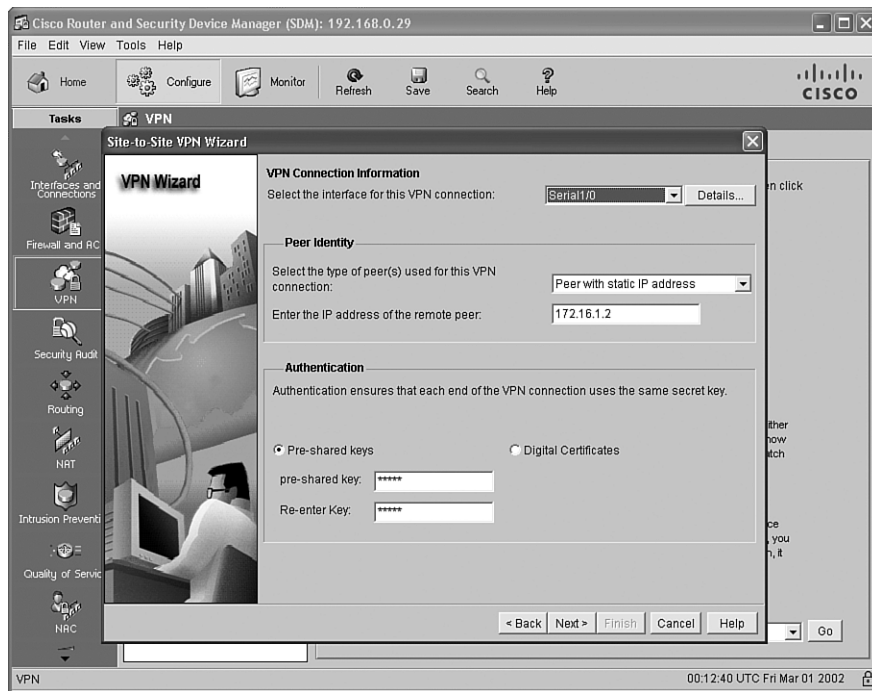 Cisco Router and Security Device Manager (SDM): 192.168.0.29
File Edit View Tools Help
Home
Configure
Monitor
Refresh
Save
Search
Help
CISCO
Tasks
VPN
Interfaces and
Connections
Firewall and AC
VPN
Security Audit
Routing
NAT
Intrusion Preventi
Quality of Servic
NAC
Site-to-Site VPN Wizard
VPN Wizard
VPN Connection Information
Select the interface for this VPN connection:
Serial1/0
Details...
Peer Identity
Select the type of peer(s) used for this VPN
connection:
Peer with static IP address
Enter the IP address of the remote peer:
172.16.1.2
Authentication
Authentication ensures that each end of the VPN connection uses the same secret key.
Pre-shared keys
Digital Certificates
pre-shared key:
*****
Re-enter Key:
*****
< Back
Next >
Finish
Cancel
Help
en click
ther
now
atch
ce
, you
n, it
Go
VPN
00:12:40 UTC Fri Mar 01 2002